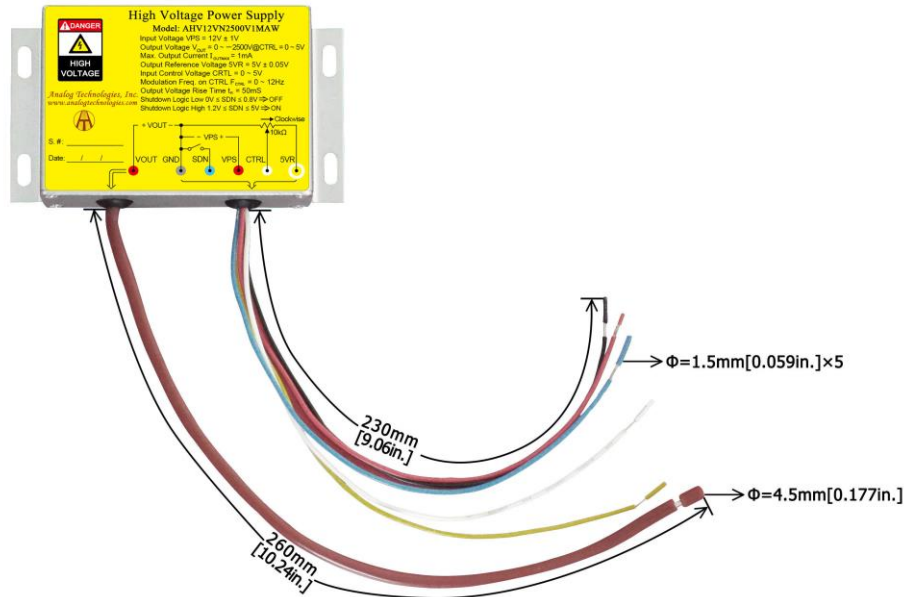 High Voltage Power Supply
Model: AHV12VN2500V1MAW
DANGER
HIGH
VOLTAGE
Input Voltage VPS = 12V ± 1V
Output Voltage VOUT = 0 ~ −2500V@CTRL = 0 ~ 5V
Max. Output Current IOUTMAX = 1mA
Output Reference Voltage 5VR = 5V ± 0.05V
Input Control Voltage CRTL = 0 ~ 5V
Modulation Freq. on CTRL FCTRL = 0 ~ 12Hz
Output Voltage Rise Time tr = 50mS
Shutdown Logic Low 0V ≤ SDN ≤ 0.8V ⇒ OFF
Shutdown Logic High 1.2V ≤ SDN ≤ 5V ⇒ ON
Analog Technologies, Inc.
www.analogtechnologies.com
AT
Clockwise
+ VOUT −
10kΩ
− VPS +
S. #:
Date: / /
VOUT GND SDN VPS CTRL 5VR
Φ=1.5mm[0.059in.]×5
230mm
[9.06in.]
Φ=4.5mm[0.177in.]
260mm
[10.24in.]